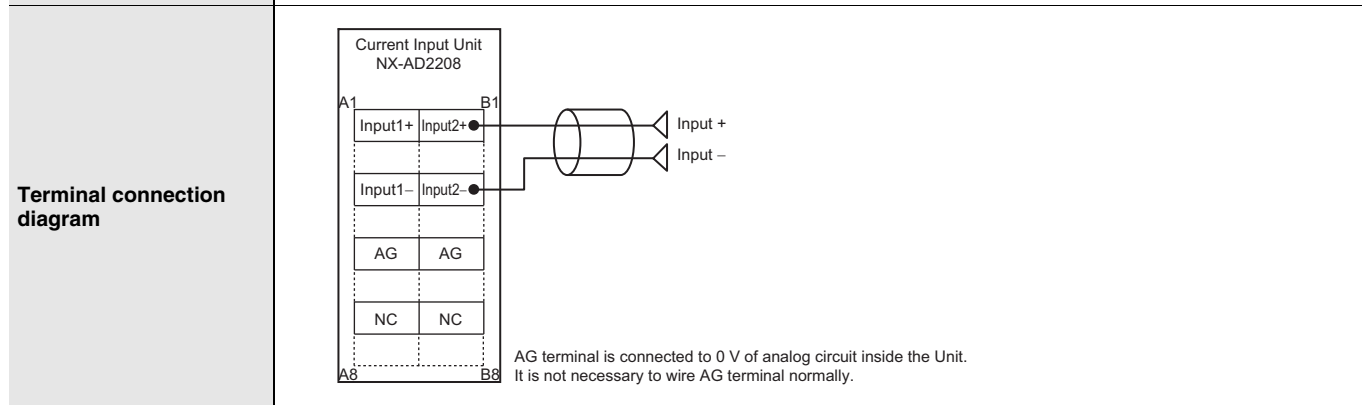 Terminal connection
diagram
Current Input Unit
NX-AD2208
A1 B1
Input1+ Input2+
Input +
Input –
Input1– Input2–
AG AG
NC NC
A8 B8
AG terminal is connected to 0 V of analog circuit inside the Unit.
It is not necessary to wire AG terminal normally.